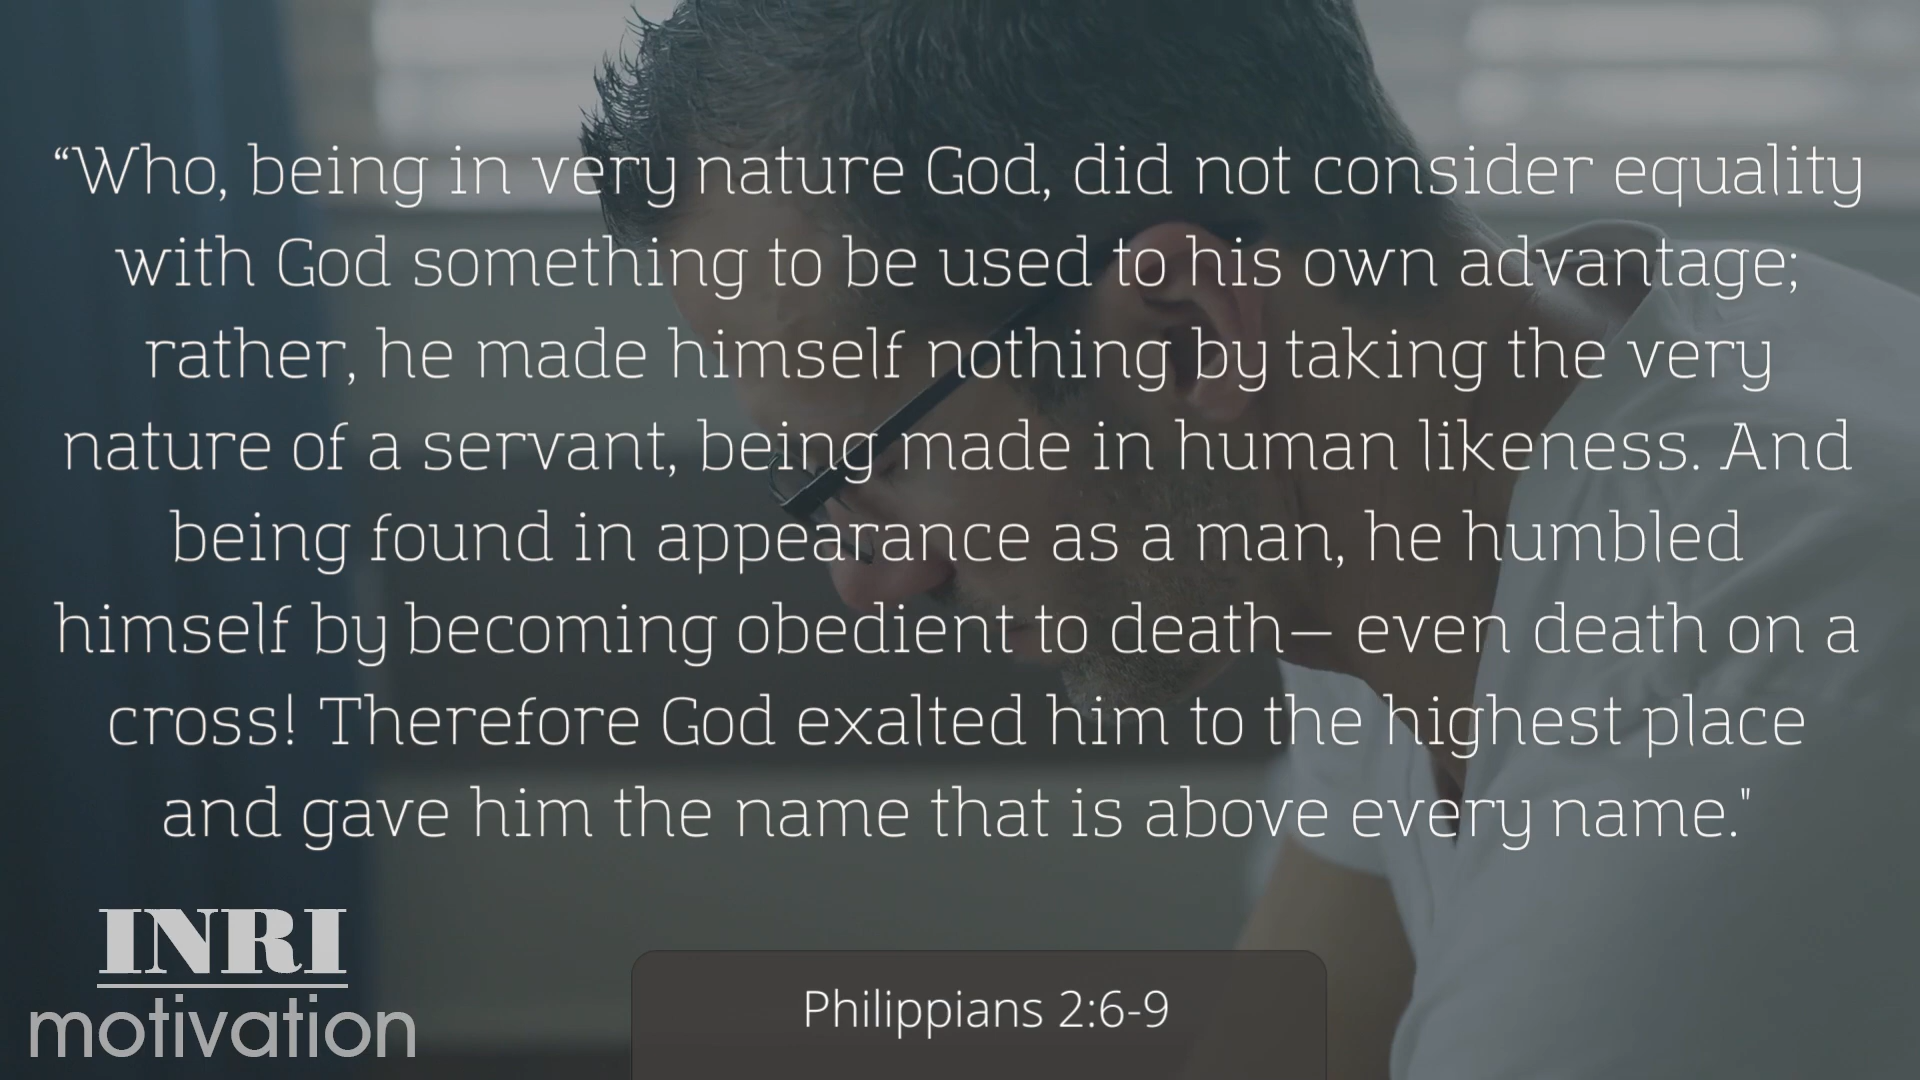 “Who, being in very nature God, did not consider equality
with God something to be used to his own advantage;
rather, he made himself nothing by taking the very
nature of a servant, being made in human likeness. And
being found in appearance as a man, he humbled
himself by becoming obedient to death— even death on a
cross! Therefore God exalted him to the highest place
and gave him the name that is above every name."
INRI
motivation
Philippians 2:6-9